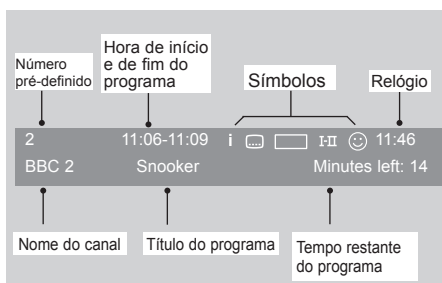 Número
pré-definido
Hora de início
e de fim do
programa
Símbolos
Relógio
2 11:06-11:09 i I-II 11:46
BBC 2 Snooker Minutes left: 14
Nome do canal
Título do programa
Tempo restante
do programa